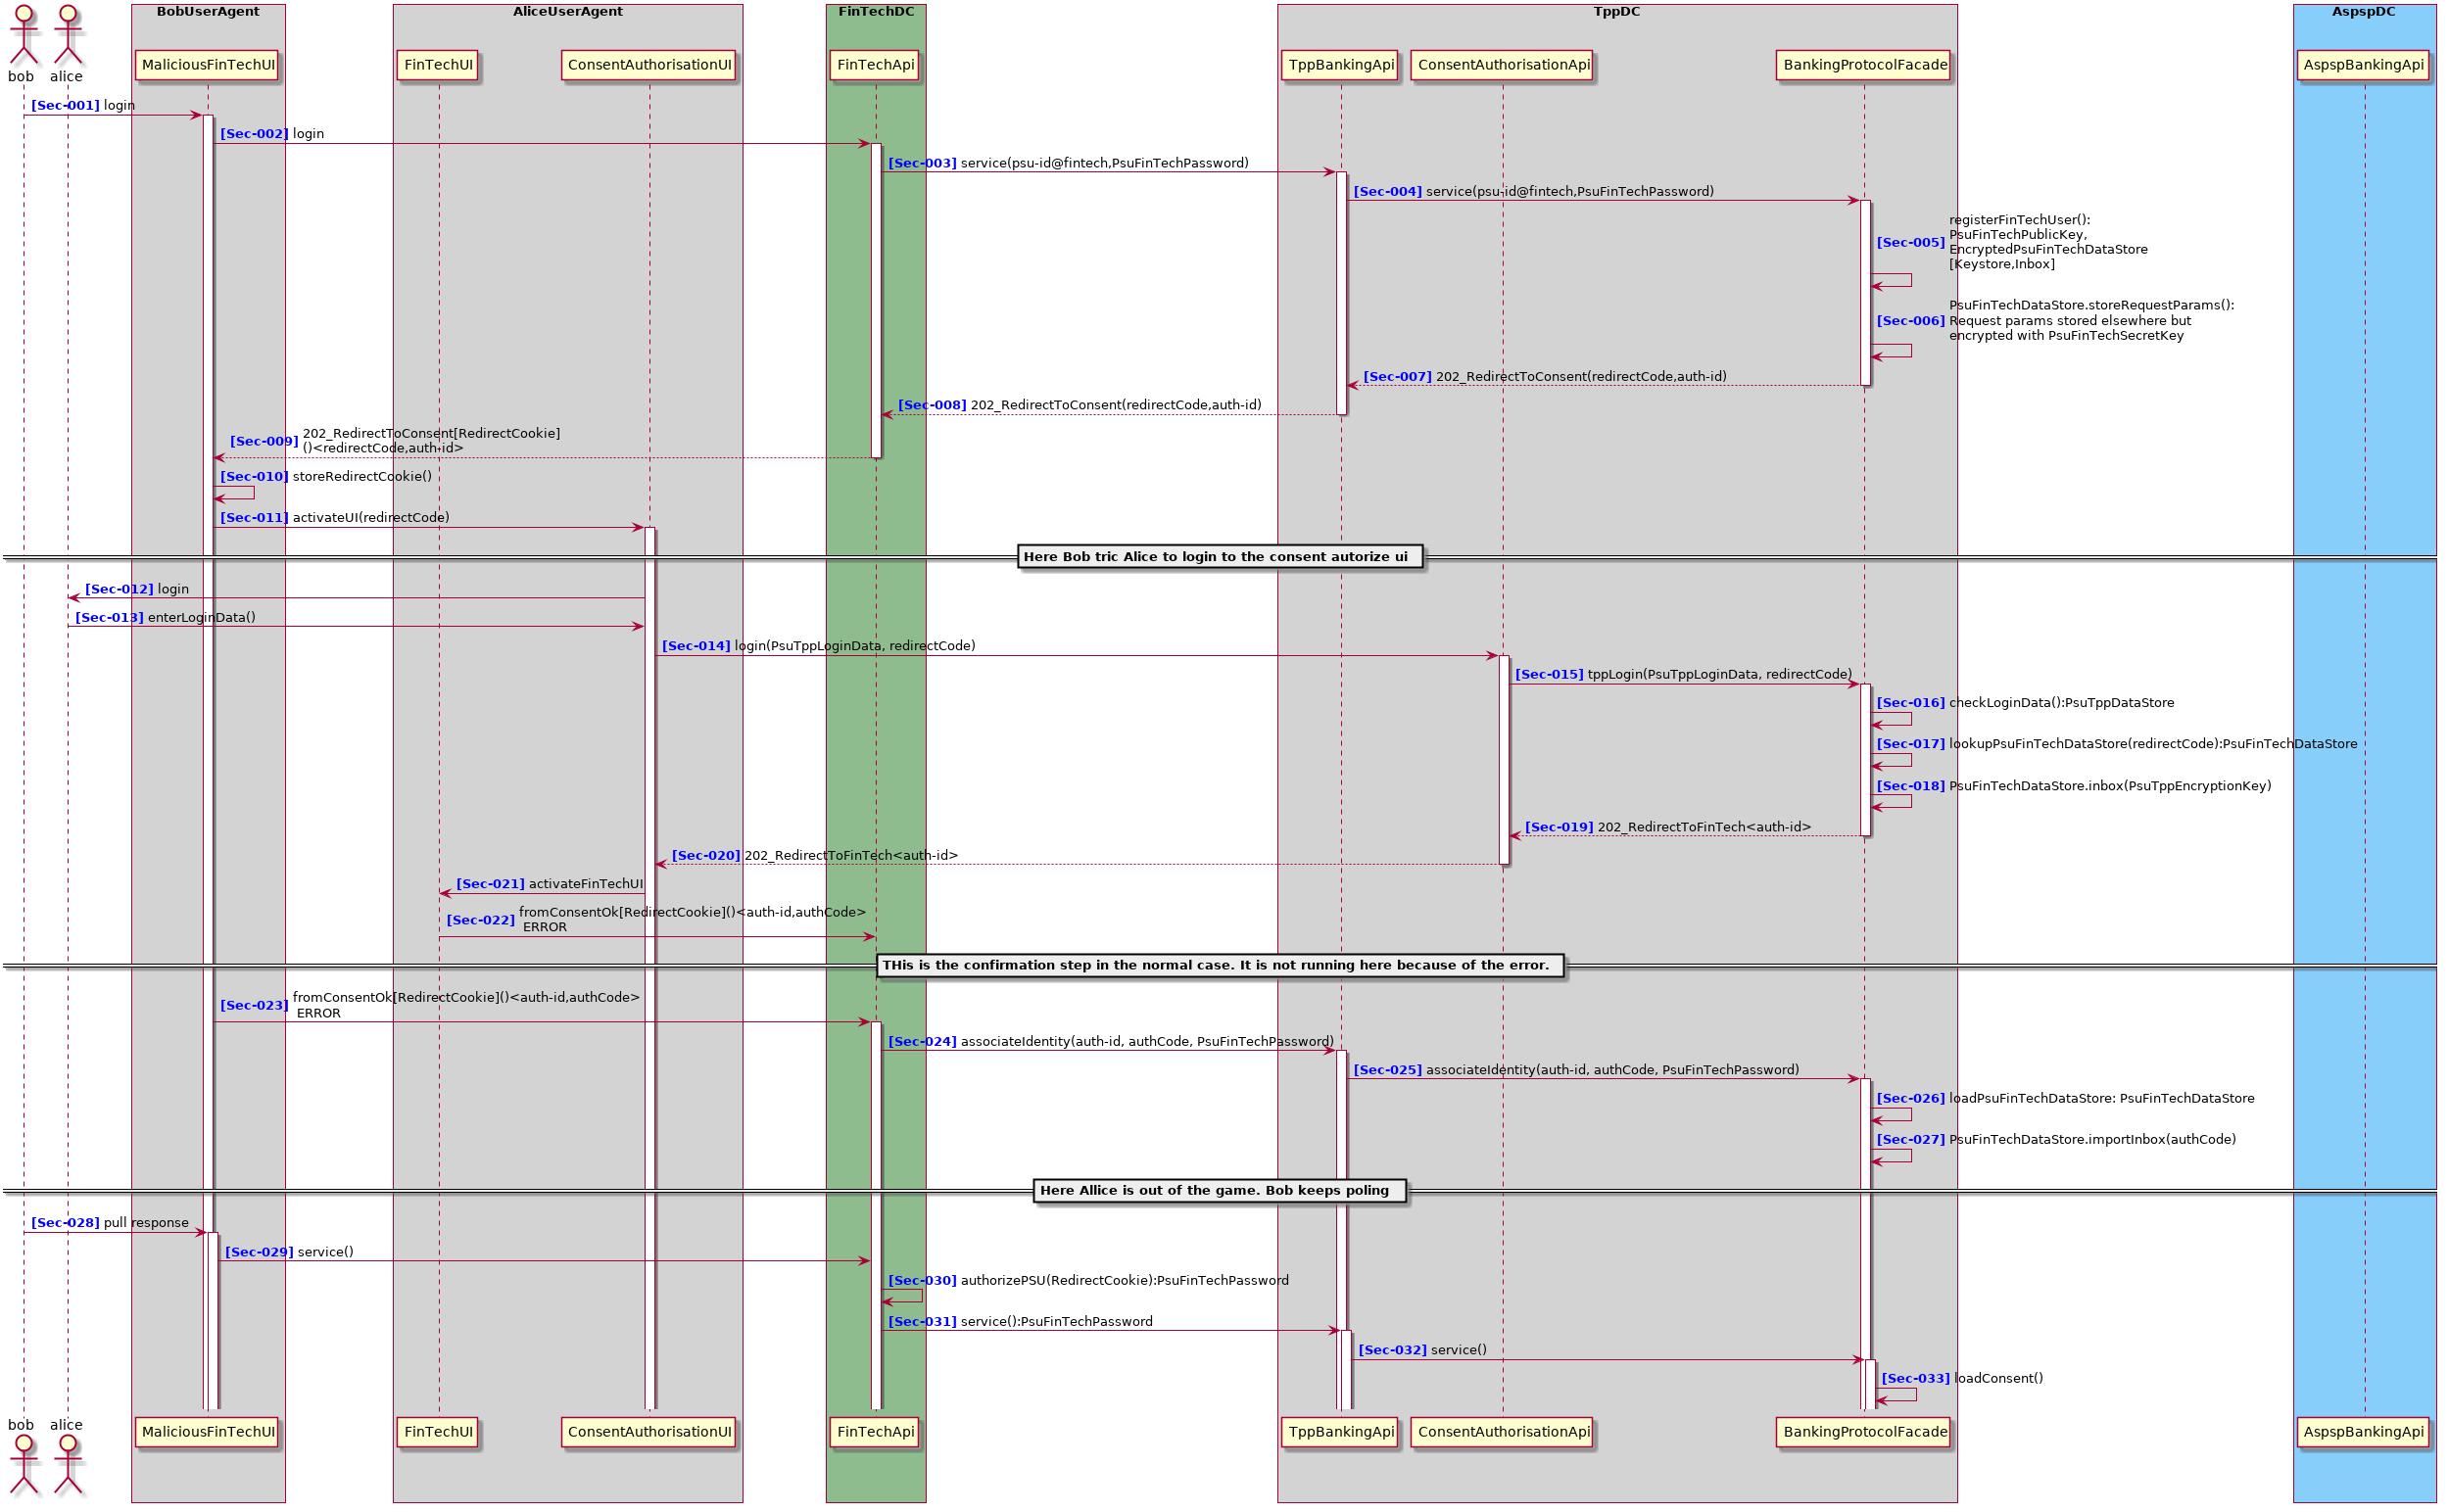 BobUserAgent
AliceUserAgent
FinTechDC
TppDC
AspspDC
bob
alice
MaliciousFinTechUI
FinTechUI
ConsentAuthorisationUI
FinTechApi
TppBankingApi
ConsentAuthorisationApi
BankingProtocolFacade
AspspBankingApi
[Sec-001] login
[Sec-002] login
[Sec-003] service(psu-id@fintech,PsuFinTechPassword)
[Sec-004] service(psu-id@fintech,PsuFinTechPassword)
registerFinTechUser():
PsuFinTechPublicKey,
[Sec-005] EncryptedPsuFinTechDataStore
[Keystore,Inbox]
PsuFinTechDataStore.storeRequestParams():
[Sec-006] Request params stored elsewhere but
encrypted with PsuFinTechSecretKey
[Sec-007] 202_RedirectToConsent(redirectCode,auth-id)
[Sec-008] 202_RedirectToConsent(redirectCode,auth-id)
[Sec-009] 202_RedirectToConsent[RedirectCookie]
()<redirectCode,auth-id>
[Sec-010] storeRedirectCookie()
[Sec-011] activateUI(redirectCode)
Here Bob tric Alice to login to the consent autorize ui
[Sec-012] login
[Sec-013] enterLoginData()
[Sec-014] login(PsuTppLoginData, redirectCode)
[Sec-015] tppLogin(PsuTppLoginData, redirectCode)
[Sec-016] checkLoginData():PsuTppDataStore
[Sec-017] lookupPsuFinTechDataStore(redirectCode):PsuFinTechDataStore
[Sec-018] PsuFinTechDataStore.inbox(PsuTppEncryptionKey)
[Sec-019] 202_RedirectToFinTech<auth-id>
[Sec-020] 202_RedirectToFinTech<auth-id>
[Sec-021] activateFinTechUI
[Sec-022] fromConsentOk[RedirectCookie]()<auth-id,authCode>
ERROR
THis is the confirmation step in the normal case. It is not running here because of the error.
[Sec-023] fromConsentOk[RedirectCookie]()<auth-id,authCode>
ERROR
[Sec-024] associateIdentity(auth-id, authCode, PsuFinTechPassword)
[Sec-025] associateIdentity(auth-id, authCode, PsuFinTechPassword)
[Sec-026] loadPsuFinTechDataStore: PsuFinTechDataStore
[Sec-027] PsuFinTechDataStore.importInbox(authCode)
Here Allice is out of the game. Bob keeps poling
[Sec-028] pull response
[Sec-029] service()
[Sec-030] authorizePSU(RedirectCookie):PsuFinTechPassword
[Sec-031] service():PsuFinTechPassword
[Sec-032] service()
[Sec-033] loadConsent()
bob
alice
MaliciousFinTechUI
FinTechUI
ConsentAuthorisationUI
FinTechApi
TppBankingApi
ConsentAuthorisationApi
BankingProtocolFacade
AspspBankingApi